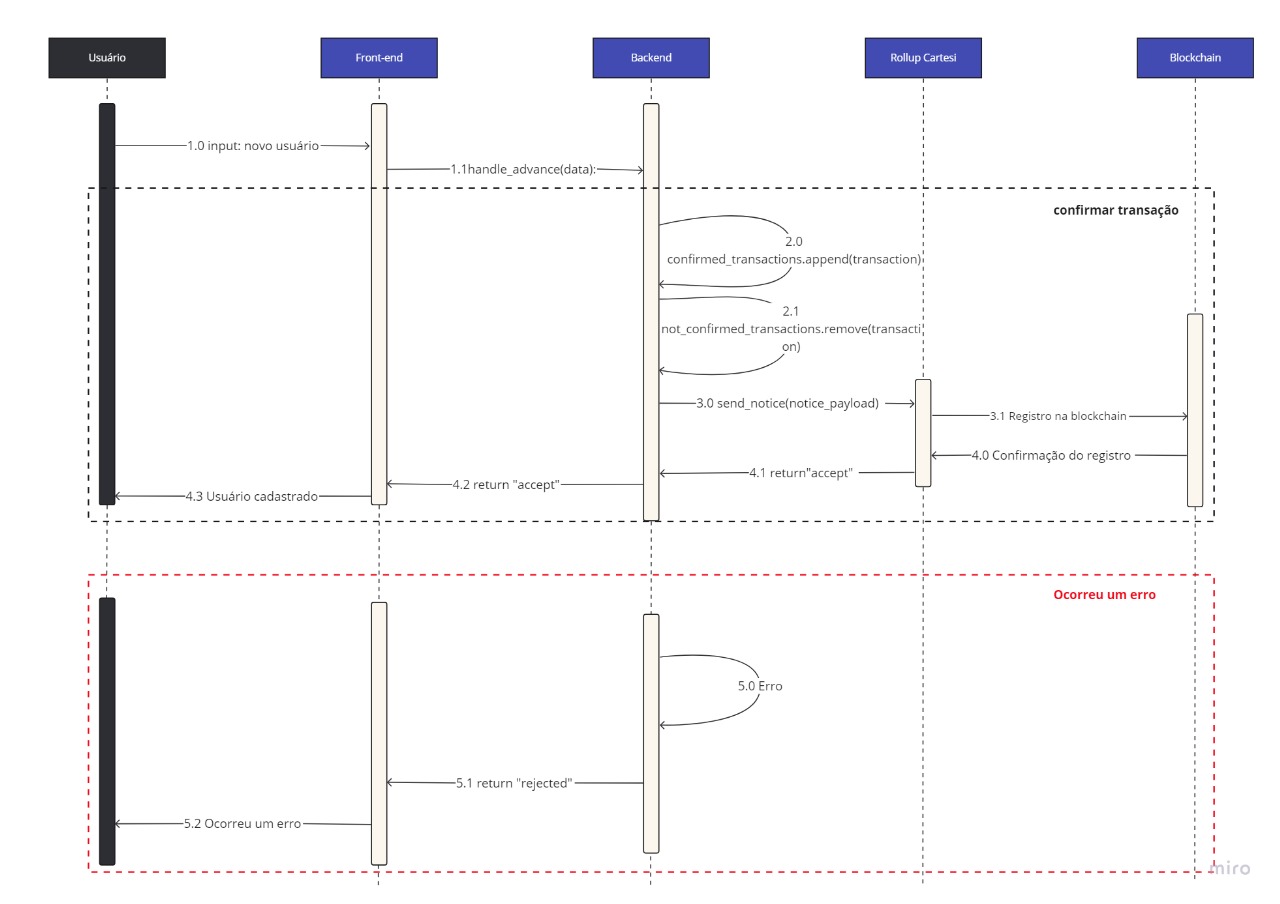 Usuário
Front-end
Backend
Rollup Cartesi
Blockchain
1.0 input: novo usuário
1.1handle_advance(data):
confirmar transação
2.0
confirmed_transactions.append(transaction)
2.1
not_confirmed_transactions.remove(transacti
on)
3.0 send_notice(notice_payload)
3.1 Registro na blockchain
4.0 Confirmação do registro
4.1 return"accept"
4.2 return "accept"
4.3 Usuário cadastrado
Ocorreu um erro
5.0 Erro
5.1 return "rejected"
5.2 Ocorreu um erro
miro